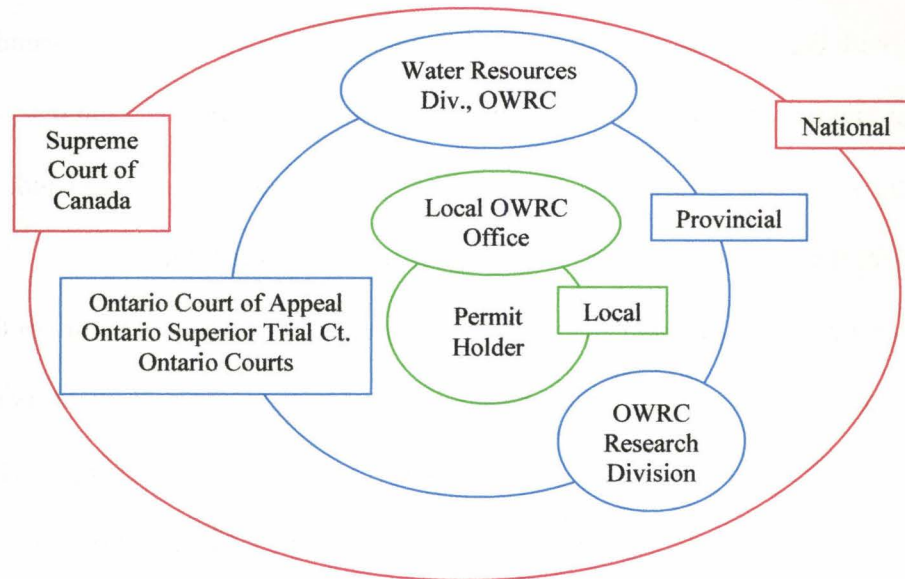 Water Resources
Div., OWRC
National
Supreme
Court of
Canada
Local OWRC
Office
Provincial
Ontario Court of Appeal
Ontario Superior Trial Ct.
Ontario Courts
Permit
Holder
Local
OWRC
Research
Division